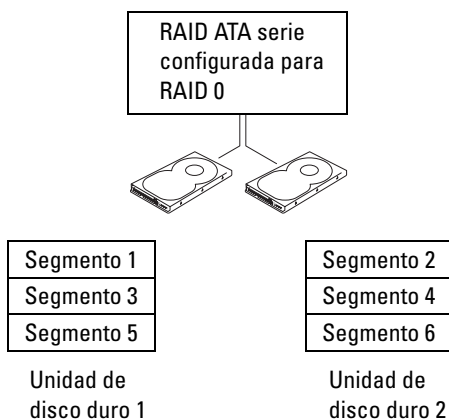 RAID ATA serie
configurada para
RAID 0
Segmento 1
Segmento 3
Segmento 5
Unidad de
disco duro 1
Segmento 2
Segmento 4
Segmento 6
Unidad de
disco duro 2